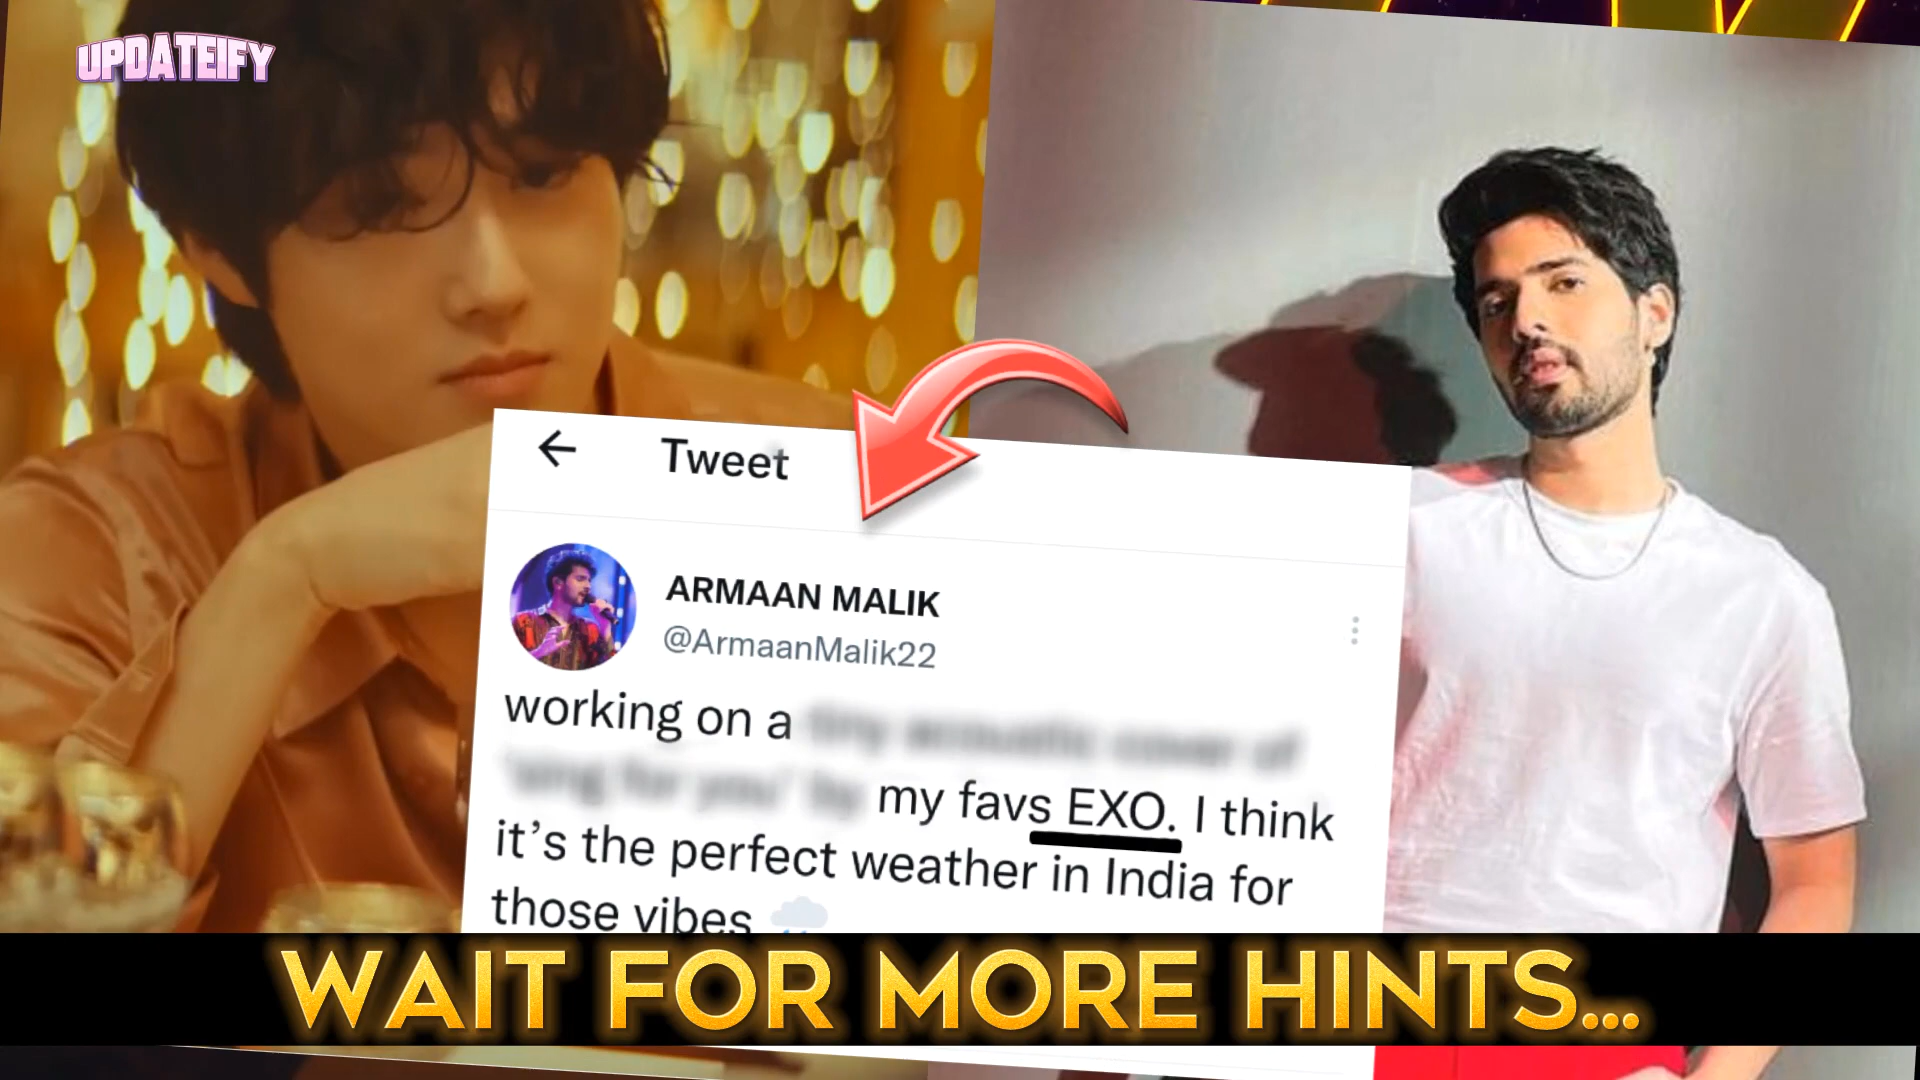 UPDATEIFY
Tweet
ARMAAN MALIK
@ArmaanMalik22
working on a
my favs EXO. I think
it's the perfect weather in India for
those vibes
WAIT FOR MORE HINTS...